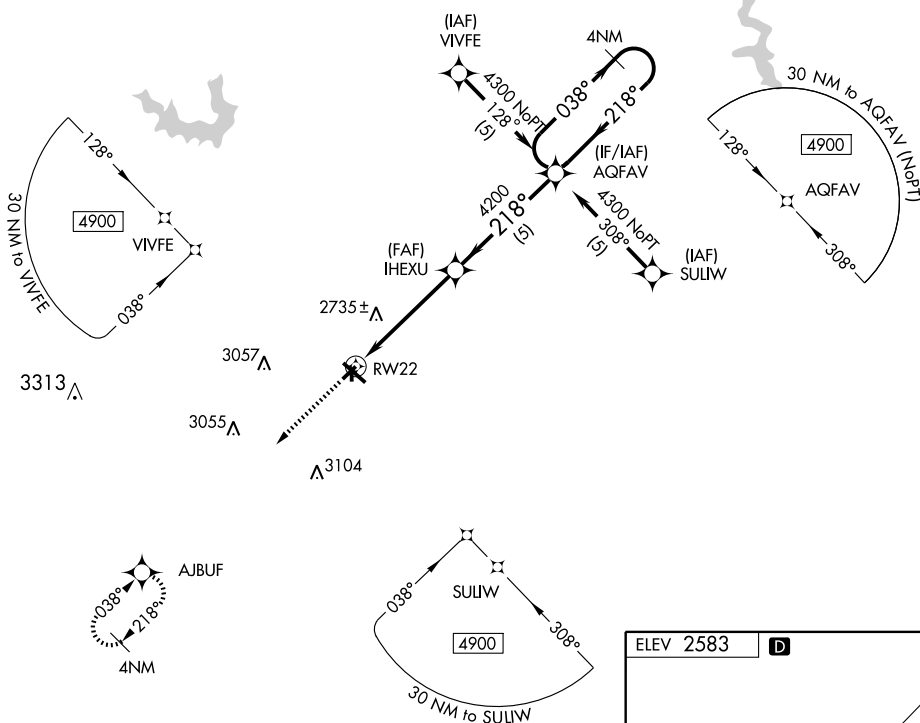 (IAF)
VIVFE
4NM
4300 NoPT
128°
(5)
038°
218°
30 NM to AQFAV (NoPT)
4900
128°
AQFAV
308°
128°
4900
VIVFE
038°
30 NM to VIVFE
(IF/IAF)
AQFAV
4200
218°
(5)
4300 NoPT
308°
(5)
(FAF)
IHEXU
(IAF)
SULIW
2735±
3057
RW22
3313
3055
3104
AJBUF
038°
218°
4NM
038°
SULIW
308°
4900
30 NM to SULIW
ELEV 2583 D